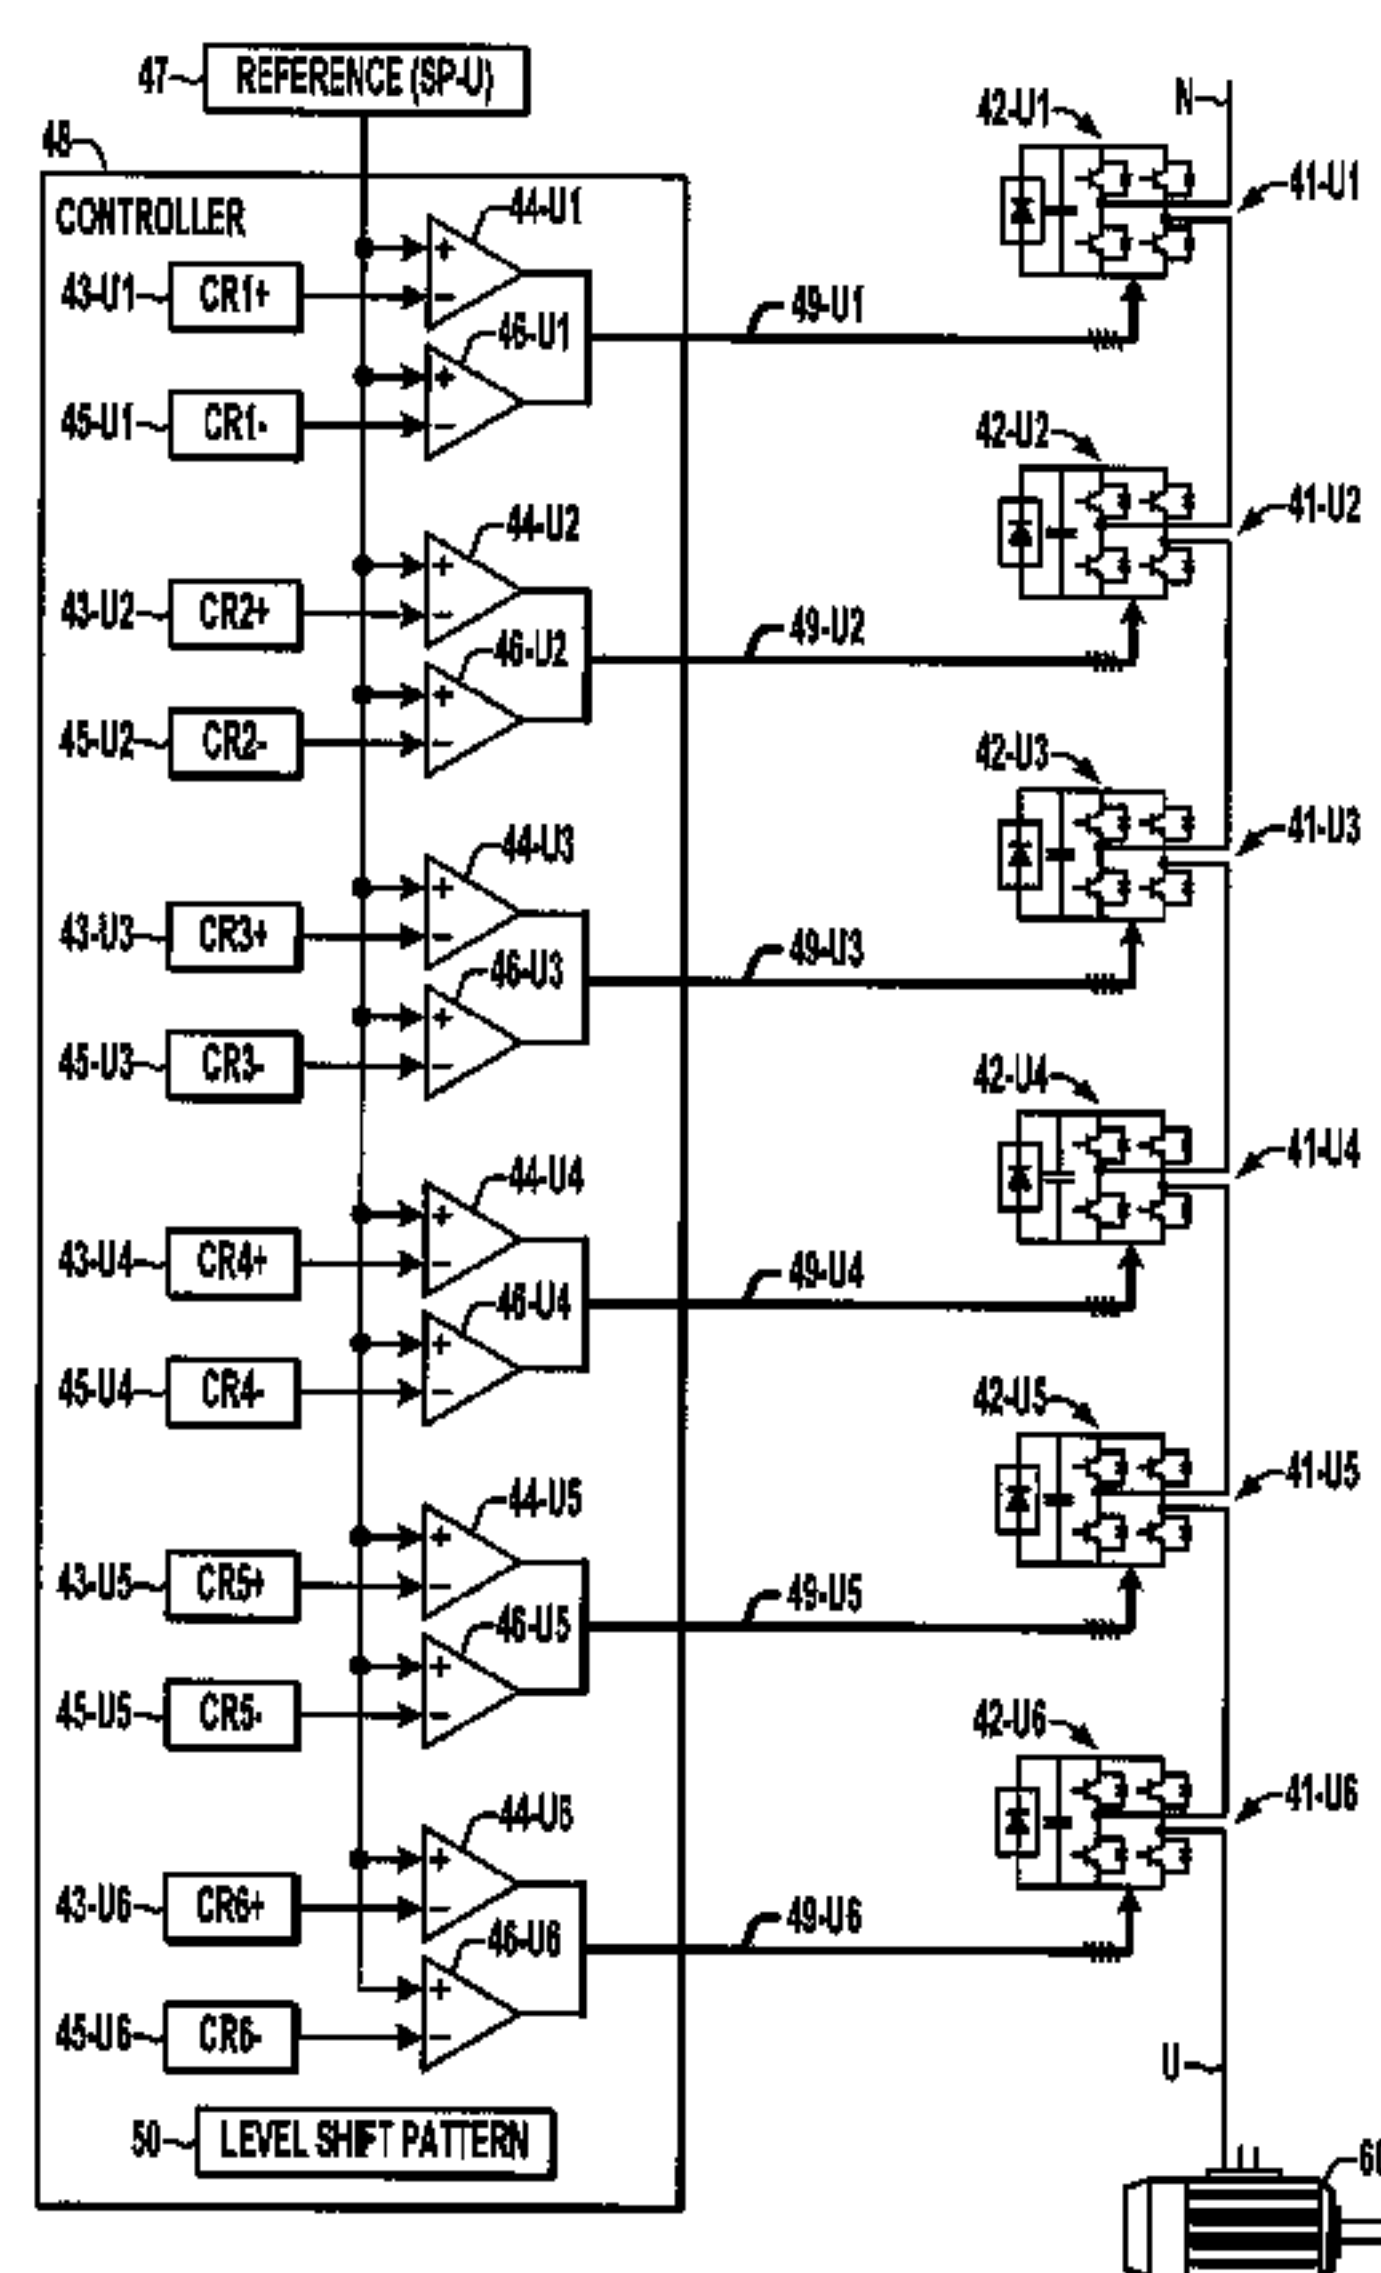 47 REFERENCE (SP-U)
48
CONTROLLER
N
42-U1
41-U1
44-U1
43-U1 CR1+
+
−
49-U1
46-U1
45-U1 CR1-
+
−
42-U2
41-U2
44-U2
43-U2 CR2+
+
−
49-U2
46-U2
45-U2 CR2-
+
−
42-U3
41-U3
44-U3
43-U3 CR3+
+
−
49-U3
46-U3
45-U3 CR3-
+
−
42-U4
41-U4
44-U4
43-U4 CR4+
+
−
49-U4
46-U4
45-U4 CR4-
+
−
42-U5
41-U5
44-U5
43-U5 CR5+
+
−
49-U5
46-U5
45-U5 CR5-
+
−
42-U6
41-U6
44-U6
43-U6 CR6+
+
−
49-U6
46-U6
45-U6 CR6-
+
−
U
50 LEVEL SHIFT PATTERN